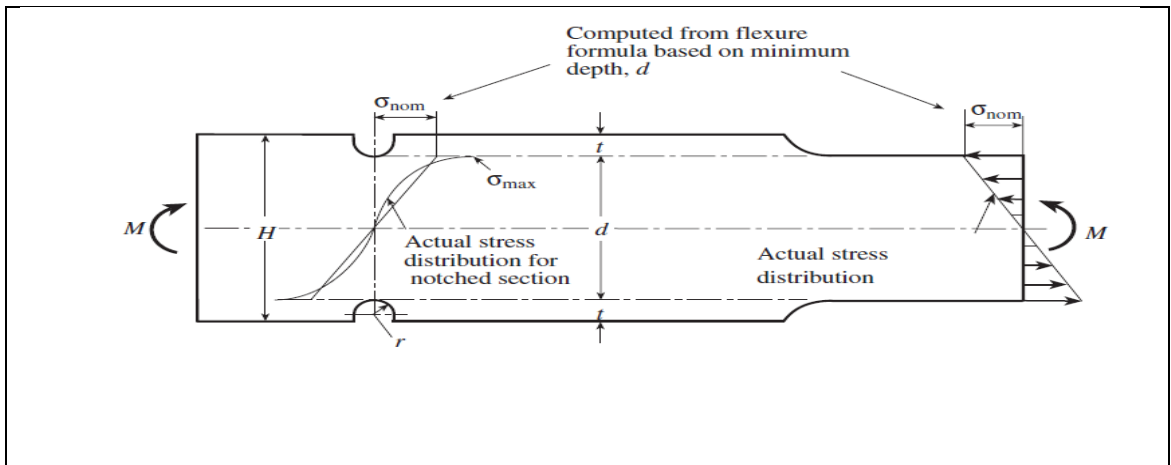 Computed from flexure
formula based on minimum
depth, d
σnom
σnom
t
σmax
M
H
d
M
Actual stress
distribution for
notched section
Actual stress
distribution
t
r